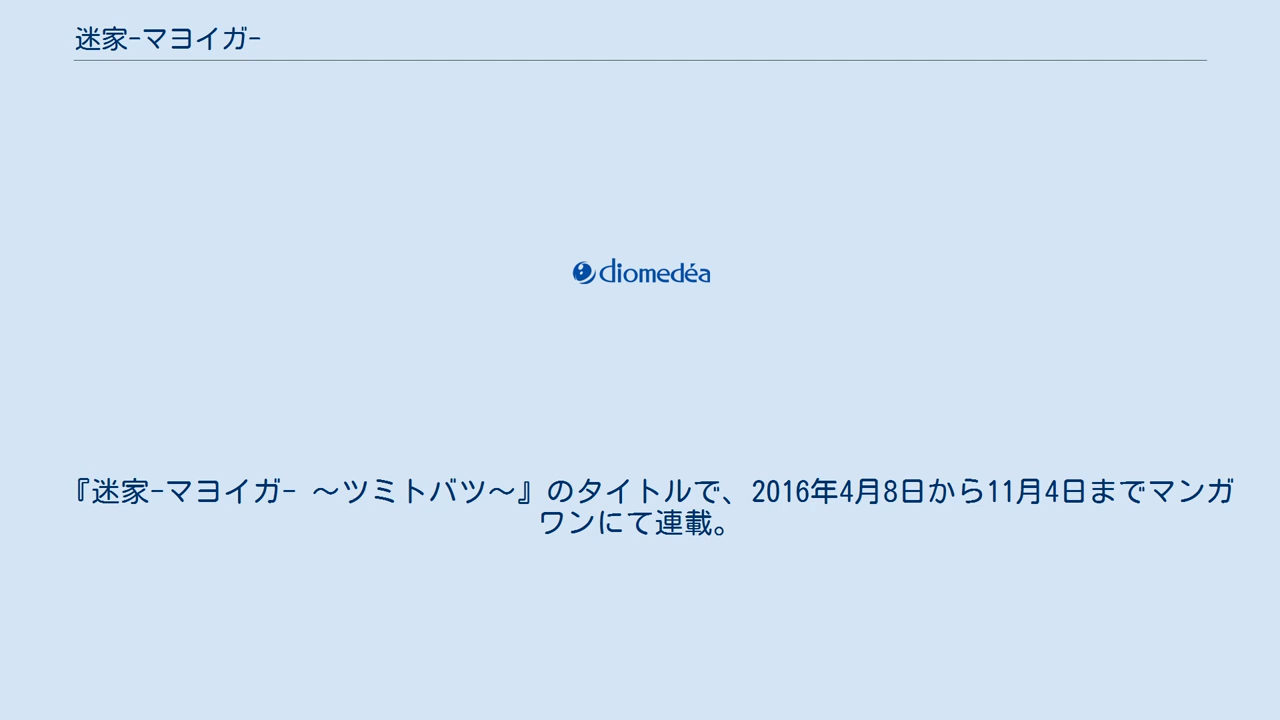 迷家-マヨイガ-
diomedéa
『迷家-マヨイガ- ～ツミトバツ～』のタイトルで、2016年4月8日から11月4日までマンガ
ワンにて連載。